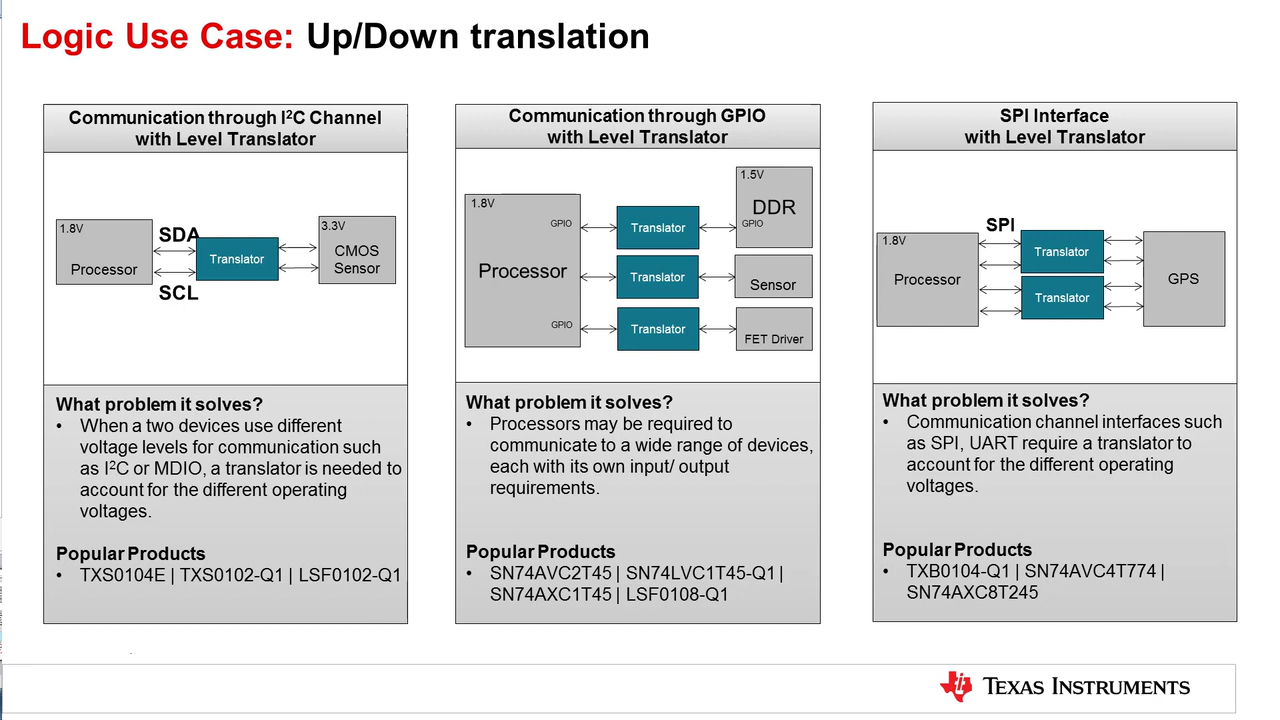 Logic Use Case: Up/Down translation
Communication through I²C Channel
with Level Translator
1.8V
Processor
SDA
SCL
Translator
3.3V
CMOS
Sensor
What problem it solves?
• When a two devices use different
voltage levels for communication such
as I²C or MDIO, a translator is needed to
account for the different operating
voltages.
Popular Products
• TXS0104E | TXS0102-Q1 | LSF0102-Q1
Communication through GPIO
with Level Translator
1.8V
GPIO
Processor
GPIO
Translator
Translator
Translator
1.5V
DDR
GPIO
Sensor
FET Driver
What problem it solves?
• Processors may be required to
communicate to a wide range of devices,
each with its own input/ output
requirements.
Popular Products
• SN74AVC2T45 | SN74LVC1T45-Q1 |
SN74AXC1T45 | LSF0108-Q1
SPI Interface
with Level Translator
1.8V
Processor
SPI
Translator
Translator
GPS
What problem it solves?
• Communication channel interfaces such
as SPI, UART require a translator to
account for the different operating
voltages.
Popular Products
• TXB0104-Q1 | SN74AVC4T774 |
SN74AXC8T245
TEXAS INSTRUMENTS